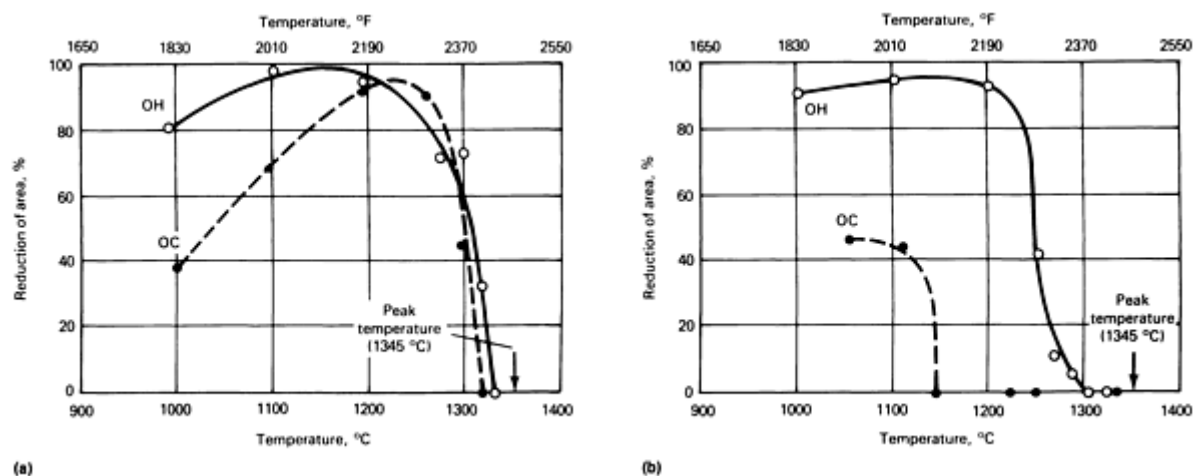 Temperature, °F
1650 1830 2010 2190 2370 2550
100
80
60
40
20
0
Reduction of area, %
OH
OC
Peak
temperature
(1345 °C)
900 1000 1100 1200 1300 1400
Temperature, °C
(a)
Temperature, °F
1650 1830 2010 2190 2370 2550
100
80
60
40
20
0
Reduction of area, %
OH
OC
Peak
temperature
(1345 °C)
900 1000 1100 1200 1300 1400
Temperature, °C
(b)